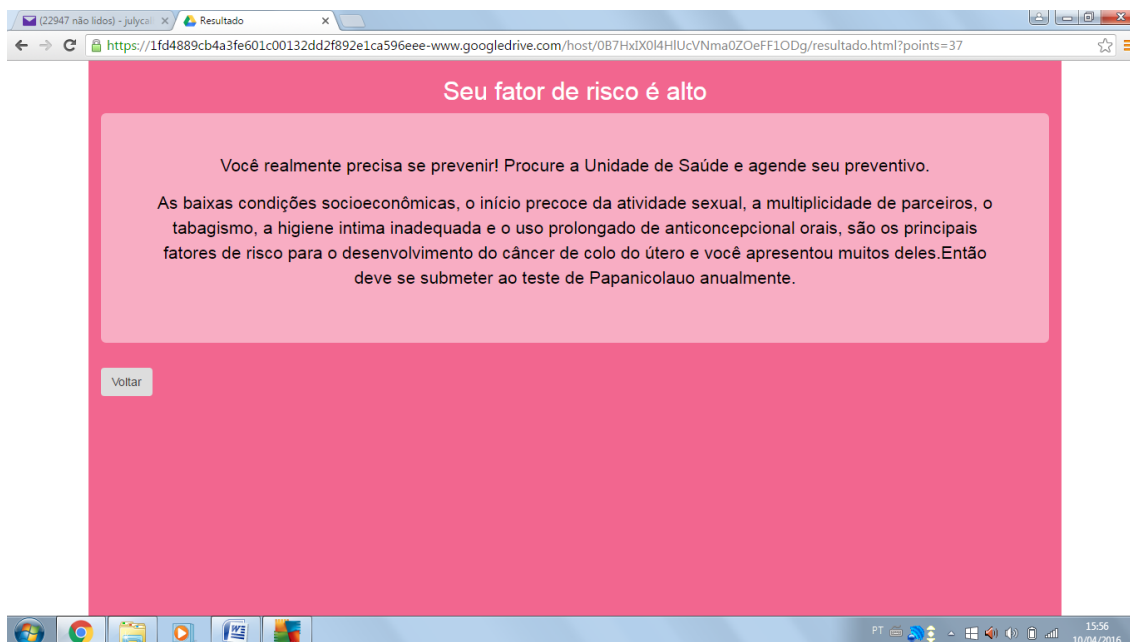 (22947 não lidos) - julycal
Resultado
https://1fd4889cb4a3fe601c00132dd2f892e1ca596eee-www.googledrive.com/host/0B7HxIX0l4HlUcVNma0ZOeFF1ODg/resultado.html?points=37
Seu fator de risco é alto
Você realmente precisa se prevenir! Procure a Unidade de Saúde e agende seu preventivo.
As baixas condições socioeconômicas, o início precoce da atividade sexual, a multiplicidade de parceiros, o
tabagismo, a higiene intima inadequada e o uso prolongado de anticoncepcional orais, são os principais
fatores de risco para o desenvolvimento do câncer de colo do útero e você apresentou muitos deles.Então
deve se submeter ao teste de Papanicolauo anualmente.
Voltar
PT
15:56
10/04/2016